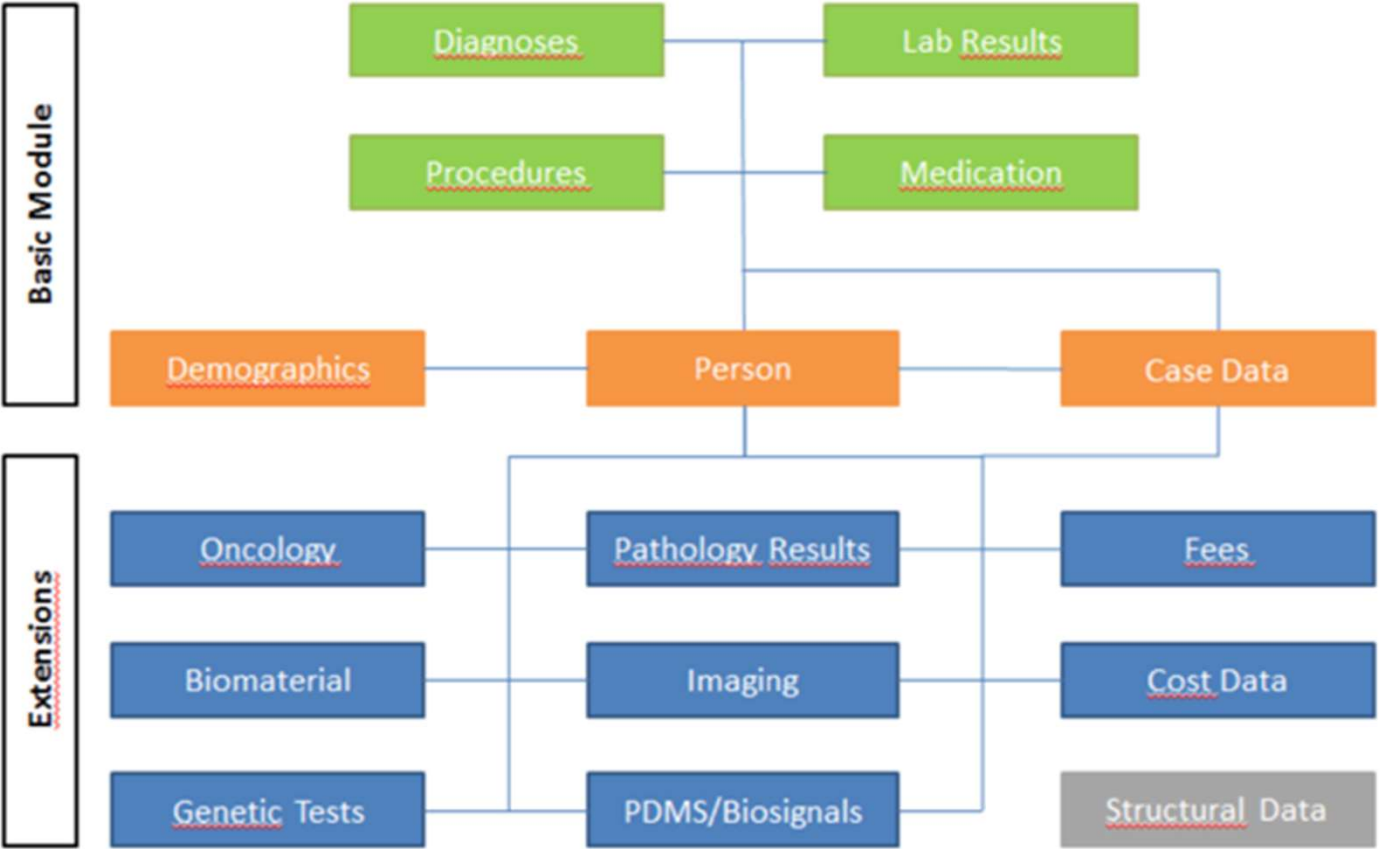 Basic Module
Diagnoses
Lab Results
Procedures
Medication
Demographics
Person
Case Data
Extensions
Oncology
Pathology Results
Fees
Biomaterial
Imaging
Cost Data
Genetic Tests
PDMS/Biosignals
Structural Data